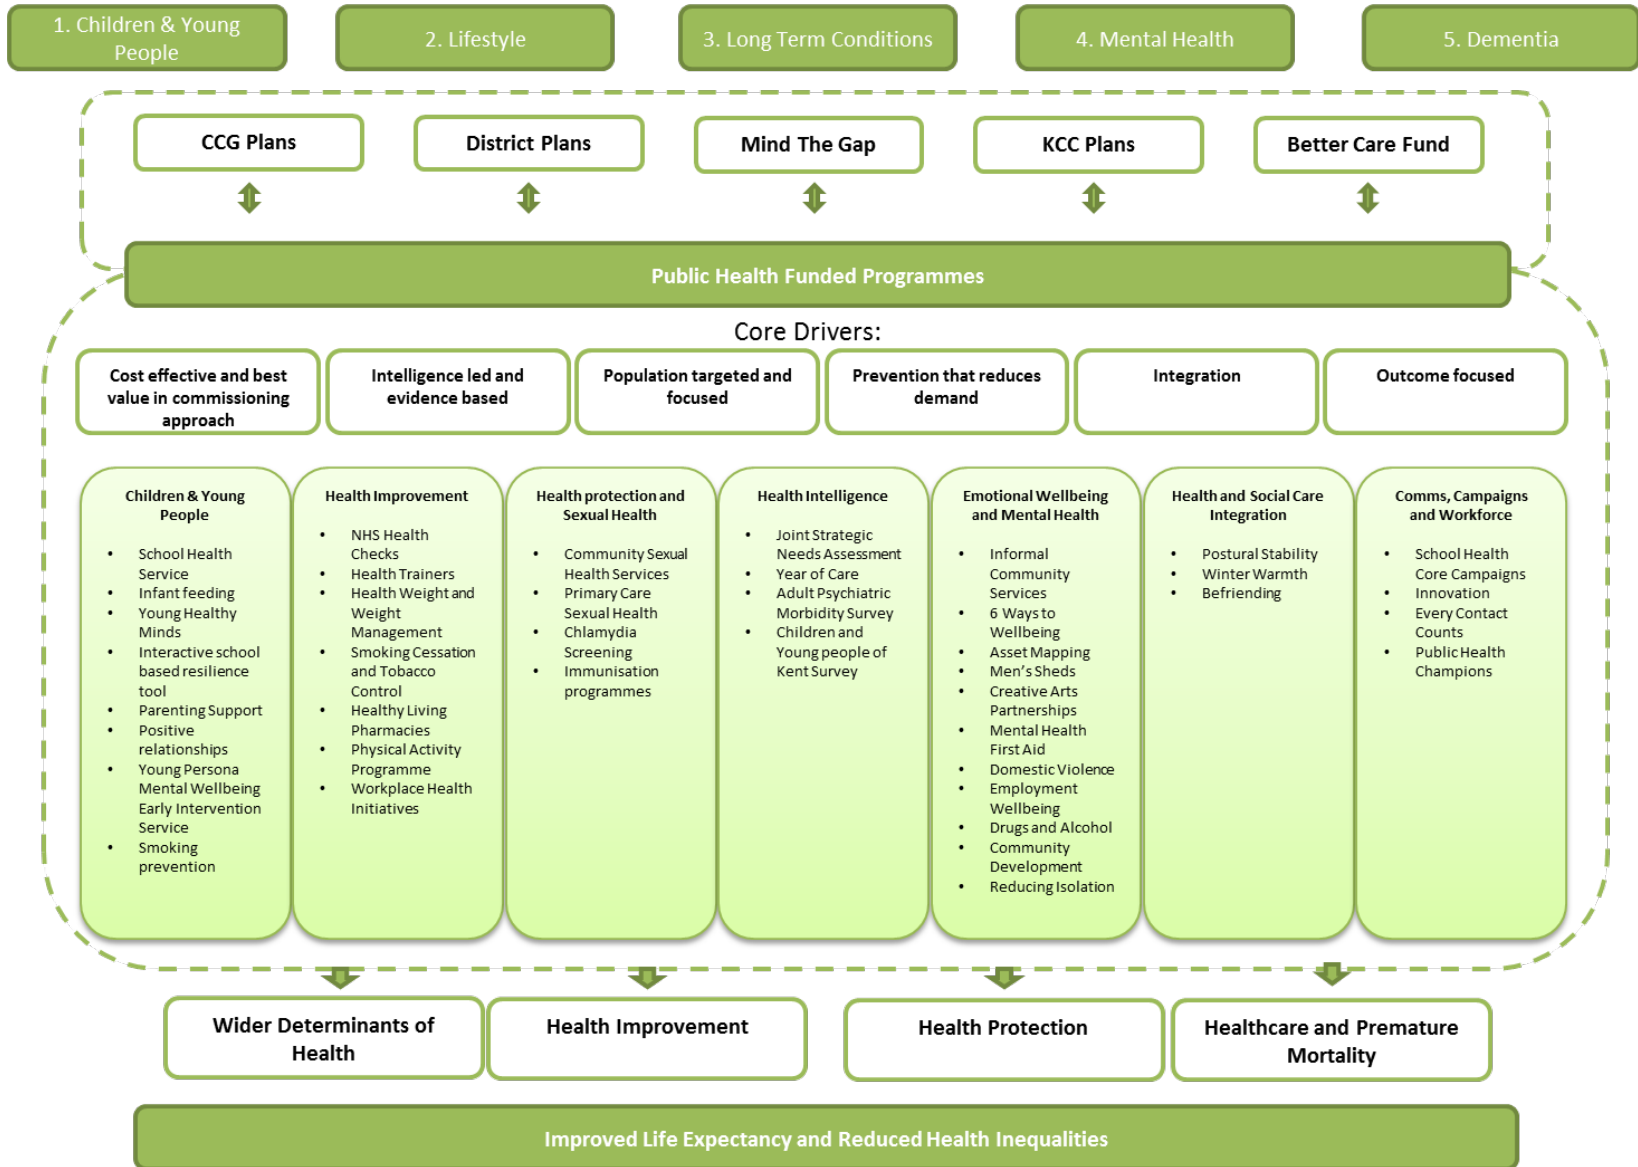 1. Children & Young
People
2. Lifestyle
3. Long Term Conditions
4. Mental Health
5. Dementia
CCG Plans
District Plans
Mind The Gap
KCC Plans
Better Care Fund
Public Health Funded Programmes
Core Drivers:
Cost effective and best
value in commissioning
approach
Intelligence led and
evidence based
Population targeted and
focused
Prevention that reduces
demand
Integration
Outcome focused
Children & Young
People
• School Health
Service
• Infant feeding
• Young Healthy
Minds
• Interactive school
based resilience
tool
• Parenting Support
• Positive
relationships
• Young Persona
Mental Wellbeing
Early Intervention
Service
• Smoking
prevention
Health Improvement
• NHS Health
Checks
• Health Trainers
• Health Weight and
Weight
Management
• Smoking Cessation
and Tobacco
Control
• Healthy Living
Pharmacies
• Physical Activity
Programme
• Workplace Health
Initiatives
Health protection and
Sexual Health
• Community Sexual
Health Services
• Primary Care
Sexual Health
• Chlamydia
Screening
• Immunisation
programmes
Health Intelligence
• Joint Strategic
Needs Assessment
• Year of Care
• Adult Psychiatric
Morbidity Survey
• Children and
Young people of
Kent Survey
Emotional Wellbeing
and Mental Health
• Informal
Community
Services
• 6 Ways to
Wellbeing
• Asset Mapping
• Men's Sheds
• Creative Arts
Partnerships
• Mental Health
First Aid
• Domestic Violence
• Employment
Wellbeing
• Drugs and Alcohol
• Community
Development
• Reducing Isolation
Health and Social Care
Integration
• Postural Stability
• Winter Warmth
• Befriending
Comms, Campaigns
and Workforce
• School Health
Core Campaigns
• Innovation
• Every Contact
Counts
• Public Health
Champions
Wider Determinants of
Health
Health Improvement
Health Protection
Healthcare and Premature
Mortality
Improved Life Expectancy and Reduced Health Inequalities